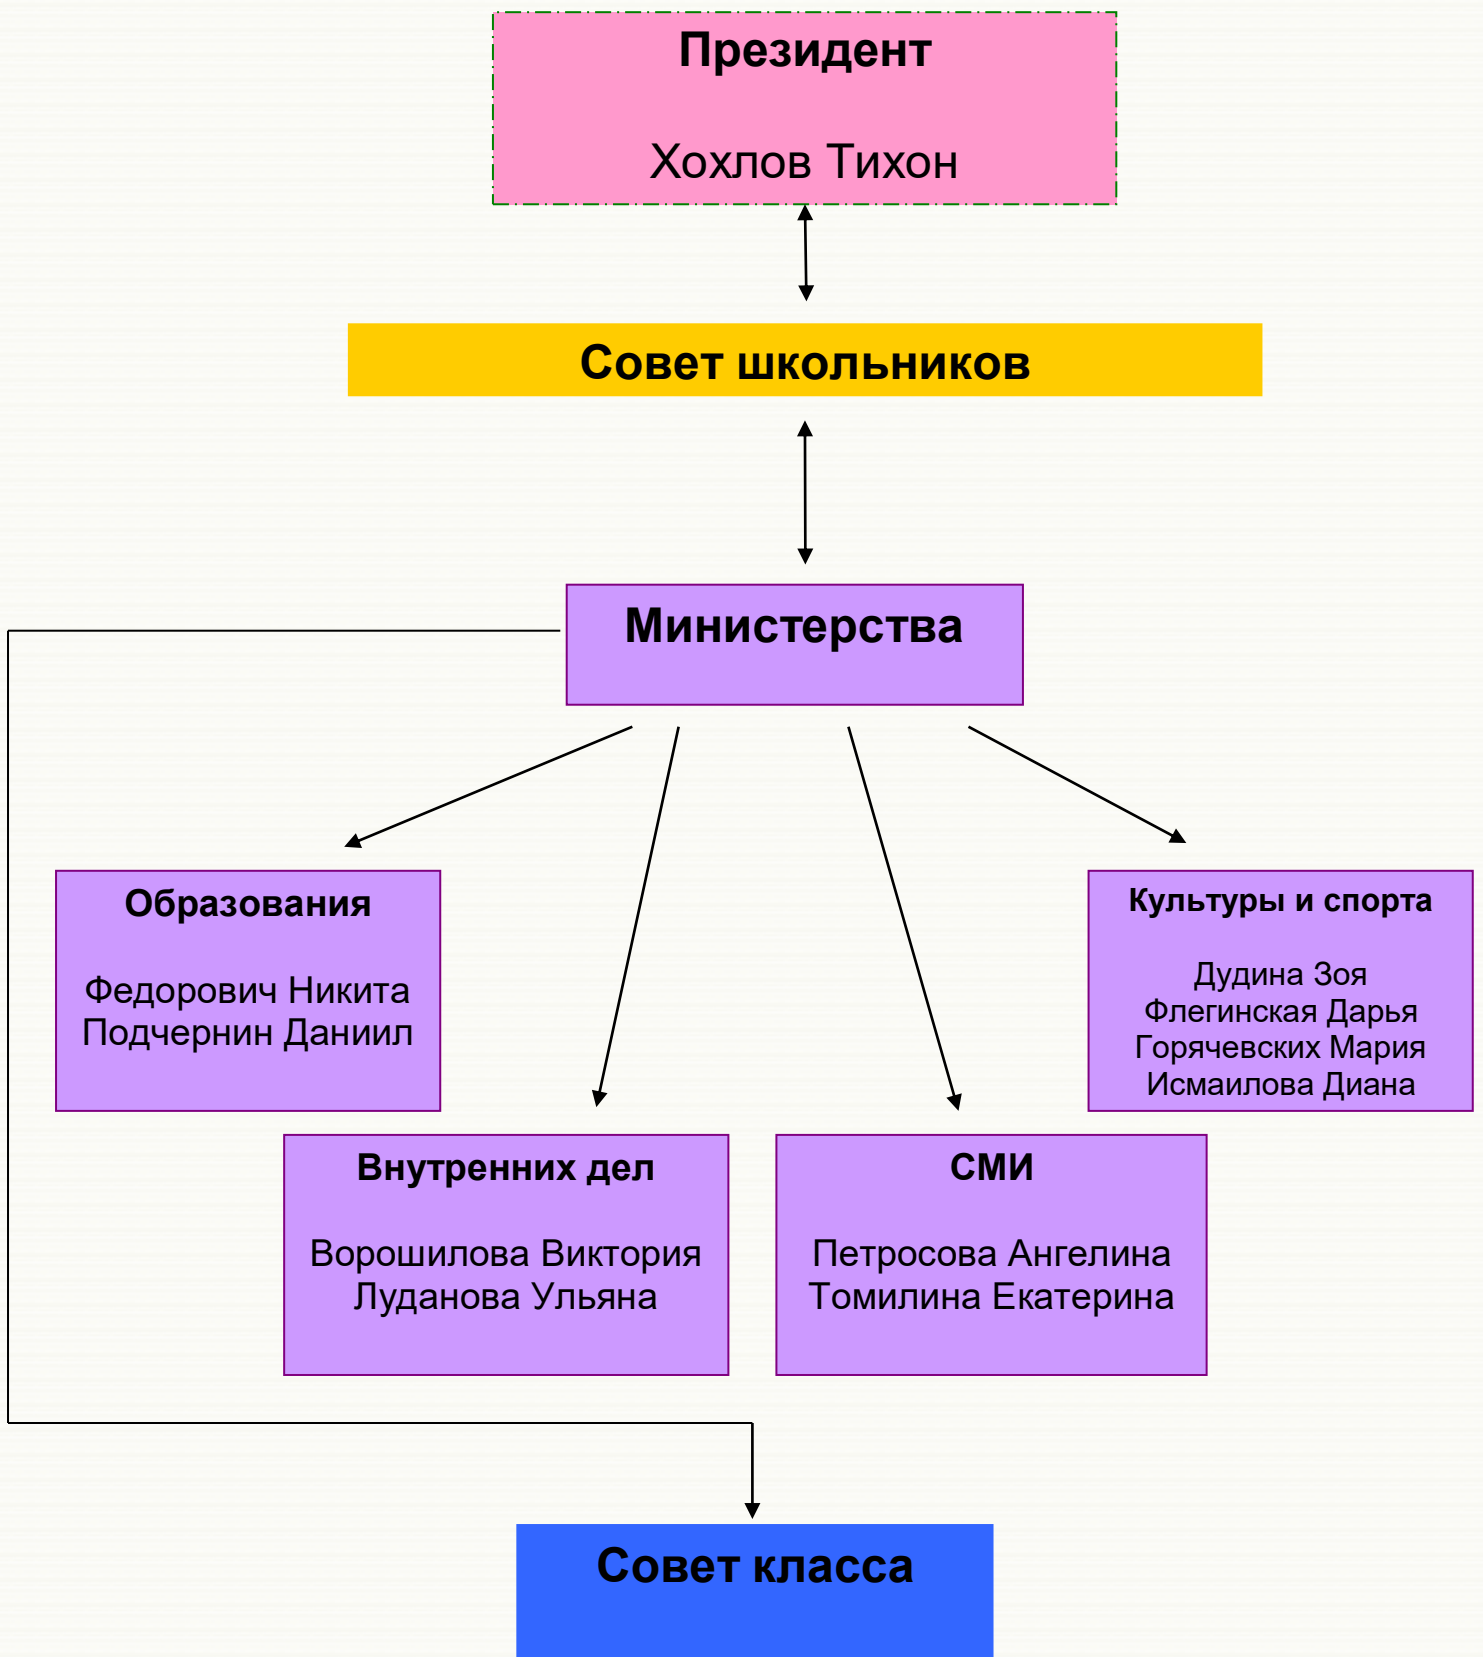 Президент
Хохлов Тихон
Совет школьников
Министерства
Образования
Федорович Никита
Подчернин Даниил
Культуры и спорта
Дудина Зоя
Флегинская Дарья
Горячевских Мария
Исмаилова Диана
Внутренних дел
Ворошилова Виктория
Луданова Ульяна
СМИ
Петросова Ангелина
Томилина Екатерина
Совет класса